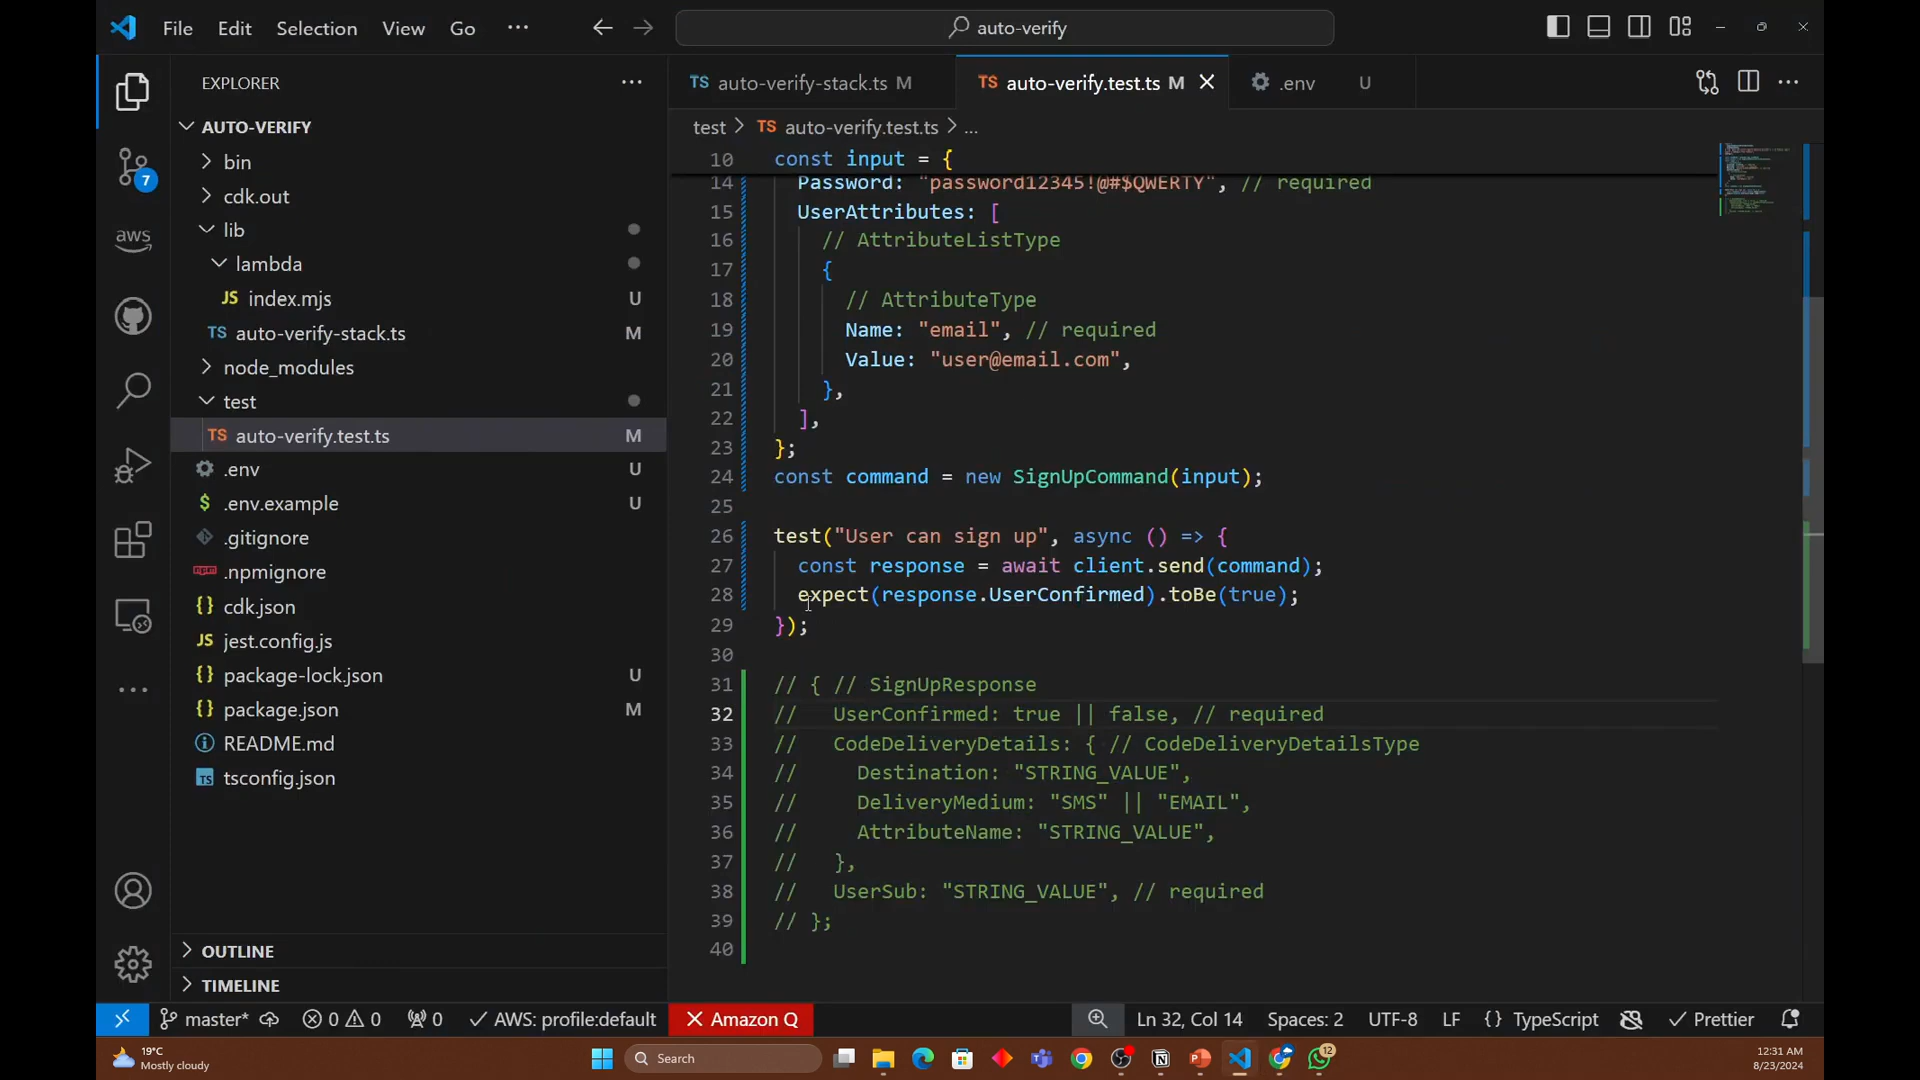 File Edit Selection View Go ···
auto-verify
EXPLORER
AUTO-VERIFY
bin
cdk.out
lib
lambda
JS index.mjs U
TS auto-verify-stack.ts M
node_modules
test
TS auto-verify.test.ts M
.env U
$ .env.example U
.gitignore
.npmignore
{} cdk.json
JS jest.config.js
{} package-lock.json U
{} package.json M
README.md
TS tsconfig.json
OUTLINE
TIMELINE
7
aws
TS auto-verify-stack.ts M
TS auto-verify.test.ts M
.env U
test > TS auto-verify.test.ts > ...
10 const input = {
14 Password: "password12345!@#$QWERTY", // required
15 UserAttributes: [
16 // AttributeListType
17 {
18 // AttributeType
19 Name: "email", // required
20 Value: "user@email.com",
21 },
22 ],
23 };
24 const command = new SignUpCommand(input);
25
26 test("User can sign up", async () => {
27 const response = await client.send(command);
28 expect(response.UserConfirmed).toBe(true);
29 });
30
31 // { // SignUpResponse
32 // UserConfirmed: true || false, // required
33 // CodeDeliveryDetails: { // CodeDeliveryDetailsType
34 // Destination: "STRING_VALUE",
35 // DeliveryMedium: "SMS" || "EMAIL",
36 // AttributeName: "STRING_VALUE",
37 // },
38 // UserSub: "STRING_VALUE", // required
39 // };
40
master* 0 0 0 AWS: profile:default Amazon Q Ln 32, Col 14 Spaces: 2 UTF-8 LF {} TypeScript Prettier
19°C
Mostly cloudy
Search
12
12:31 AM
8/23/2024